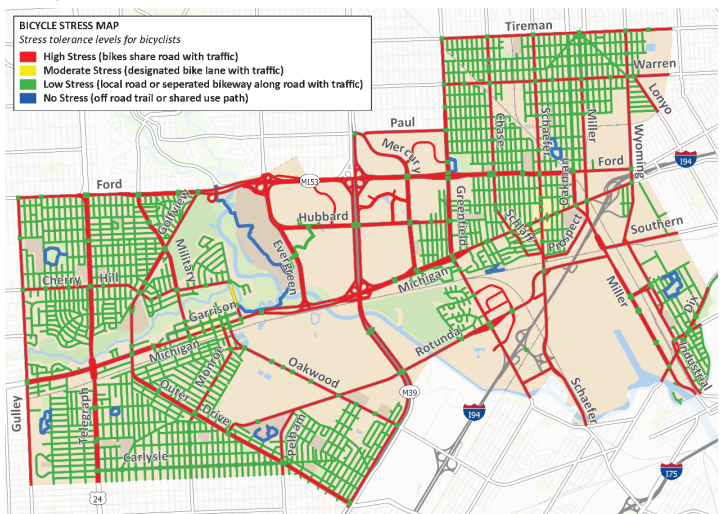 BICYCLE STRESS MAP
Stress tolerance levels for bicyclists
High Stress (bikes share road with traffic)
Moderate Stress (designated bike lane with traffic)
Low Stress (local road or seperated bikeway along road with traffic)
No Stress (off road trail or shared use path)
Tireman
Warren
Lonyo
Paul
Mercury
Chase
Schaefer
Miller
Wyoming
I94
Ford
M153
Ford
Oakman
Golfview
Hubbard
Greenfield
Schlaff
Prospect
Southern
Military
Evergreen
Cherry Hill
Michigan
Miller
Dix
Garrison
Rotunda
Industrial
Michigan
Monroe
Oakwood
Outer Drive
M39
Schaefer
Gulley
Telegraph
Pelham
I94
Carlysle
I75
24